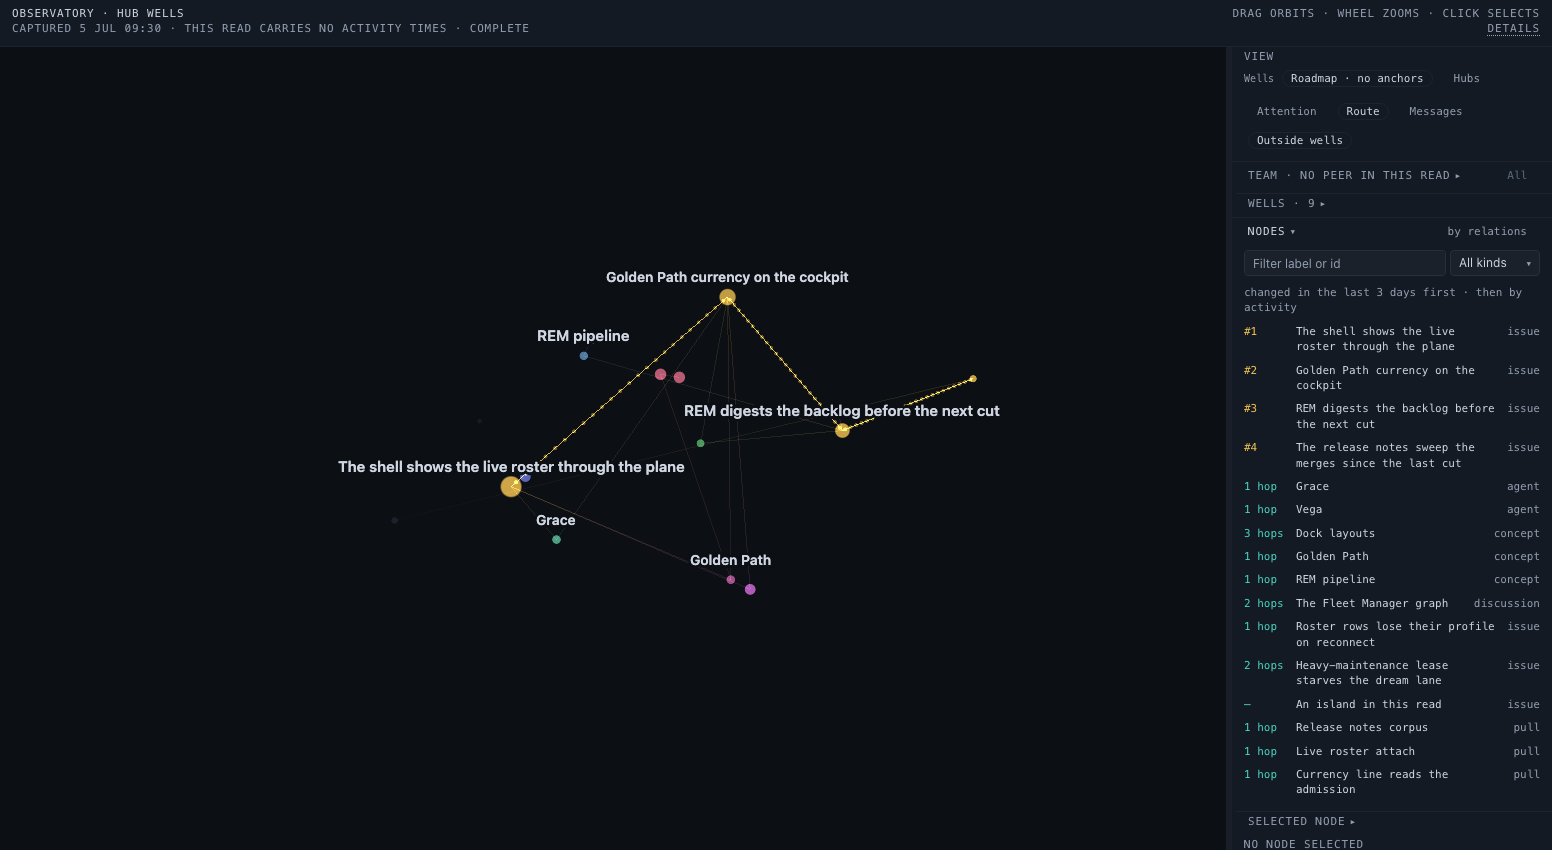 OBSERVATORY · HUB WELLS
CAPTURED 5 JUL 09:30 · THIS READ CARRIES NO ACTIVITY TIMES · COMPLETE
DRAG ORBITS · WHEEL ZOOMS · CLICK SELECTS
DETAILS
Golden Path currency on the cockpit
REM pipeline
REM digests the backlog before the next cut
The shell shows the live roster through the plane
Grace
Golden Path
VIEW
Wells Roadmap · no anchors Hubs
Attention Route Messages
Outside wells
TEAM · NO PEER IN THIS READ ▸ All
WELLS · 9 ▸
NODES ▾ by relations
Filter label or id All kinds ▾
changed in the last 3 days first · then by
activity
#1 The shell shows the live issue
roster through the plane
#2 Golden Path currency on the issue
cockpit
#3 REM digests the backlog before issue
the next cut
#4 The release notes sweep the issue
merges since the last cut
1 hop Grace agent
1 hop Vega agent
3 hops Dock layouts concept
1 hop Golden Path concept
1 hop REM pipeline concept
2 hops The Fleet Manager graph discussion
1 hop Roster rows lose their profile issue
on reconnect
2 hops Heavy-maintenance lease issue
starves the dream lane
— An island in this read issue
1 hop Release notes corpus pull
1 hop Live roster attach pull
1 hop Currency line reads the pull
admission
SELECTED NODE ▸
NO NODE SELECTED